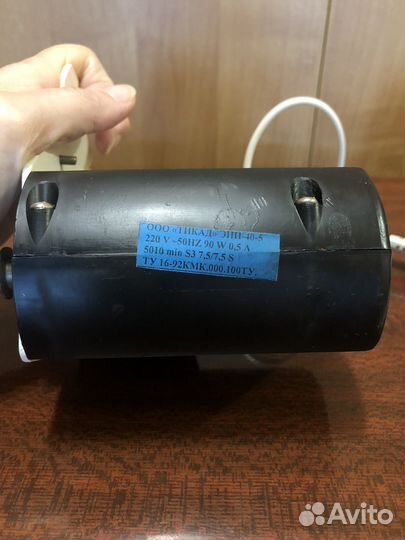 ООО «ТИКАД» ЭПП-40-5
220 V ~50HZ 90 W 0,5 A
5010 min S3 7,5/7,5 S
ТУ 16-92КМК.000.100ТУ.
Avito